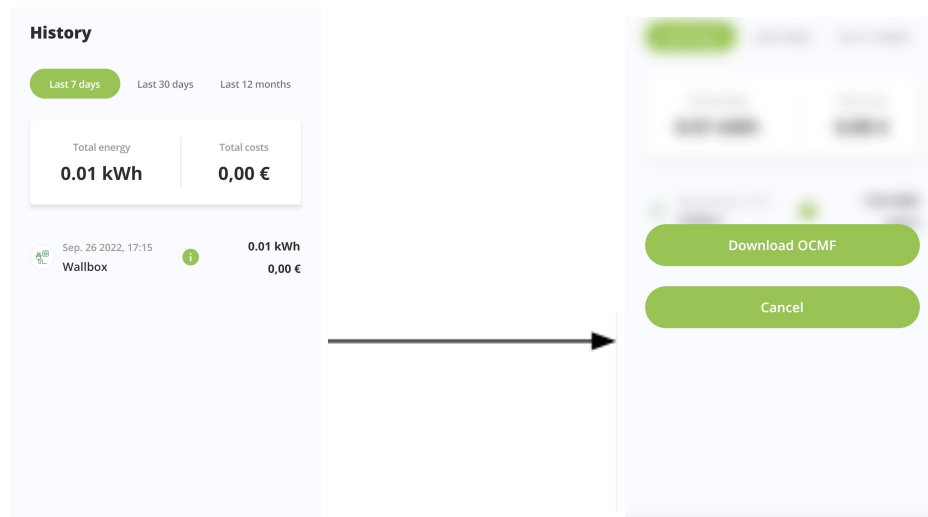 History
Last 7 days Last 30 days Last 12 months
Total energy Total costs
0.01 kWh 0,00 €
Sep. 26 2022, 17:15 0.01 kWh
Wallbox 0,00 €
Download OCMF
Cancel